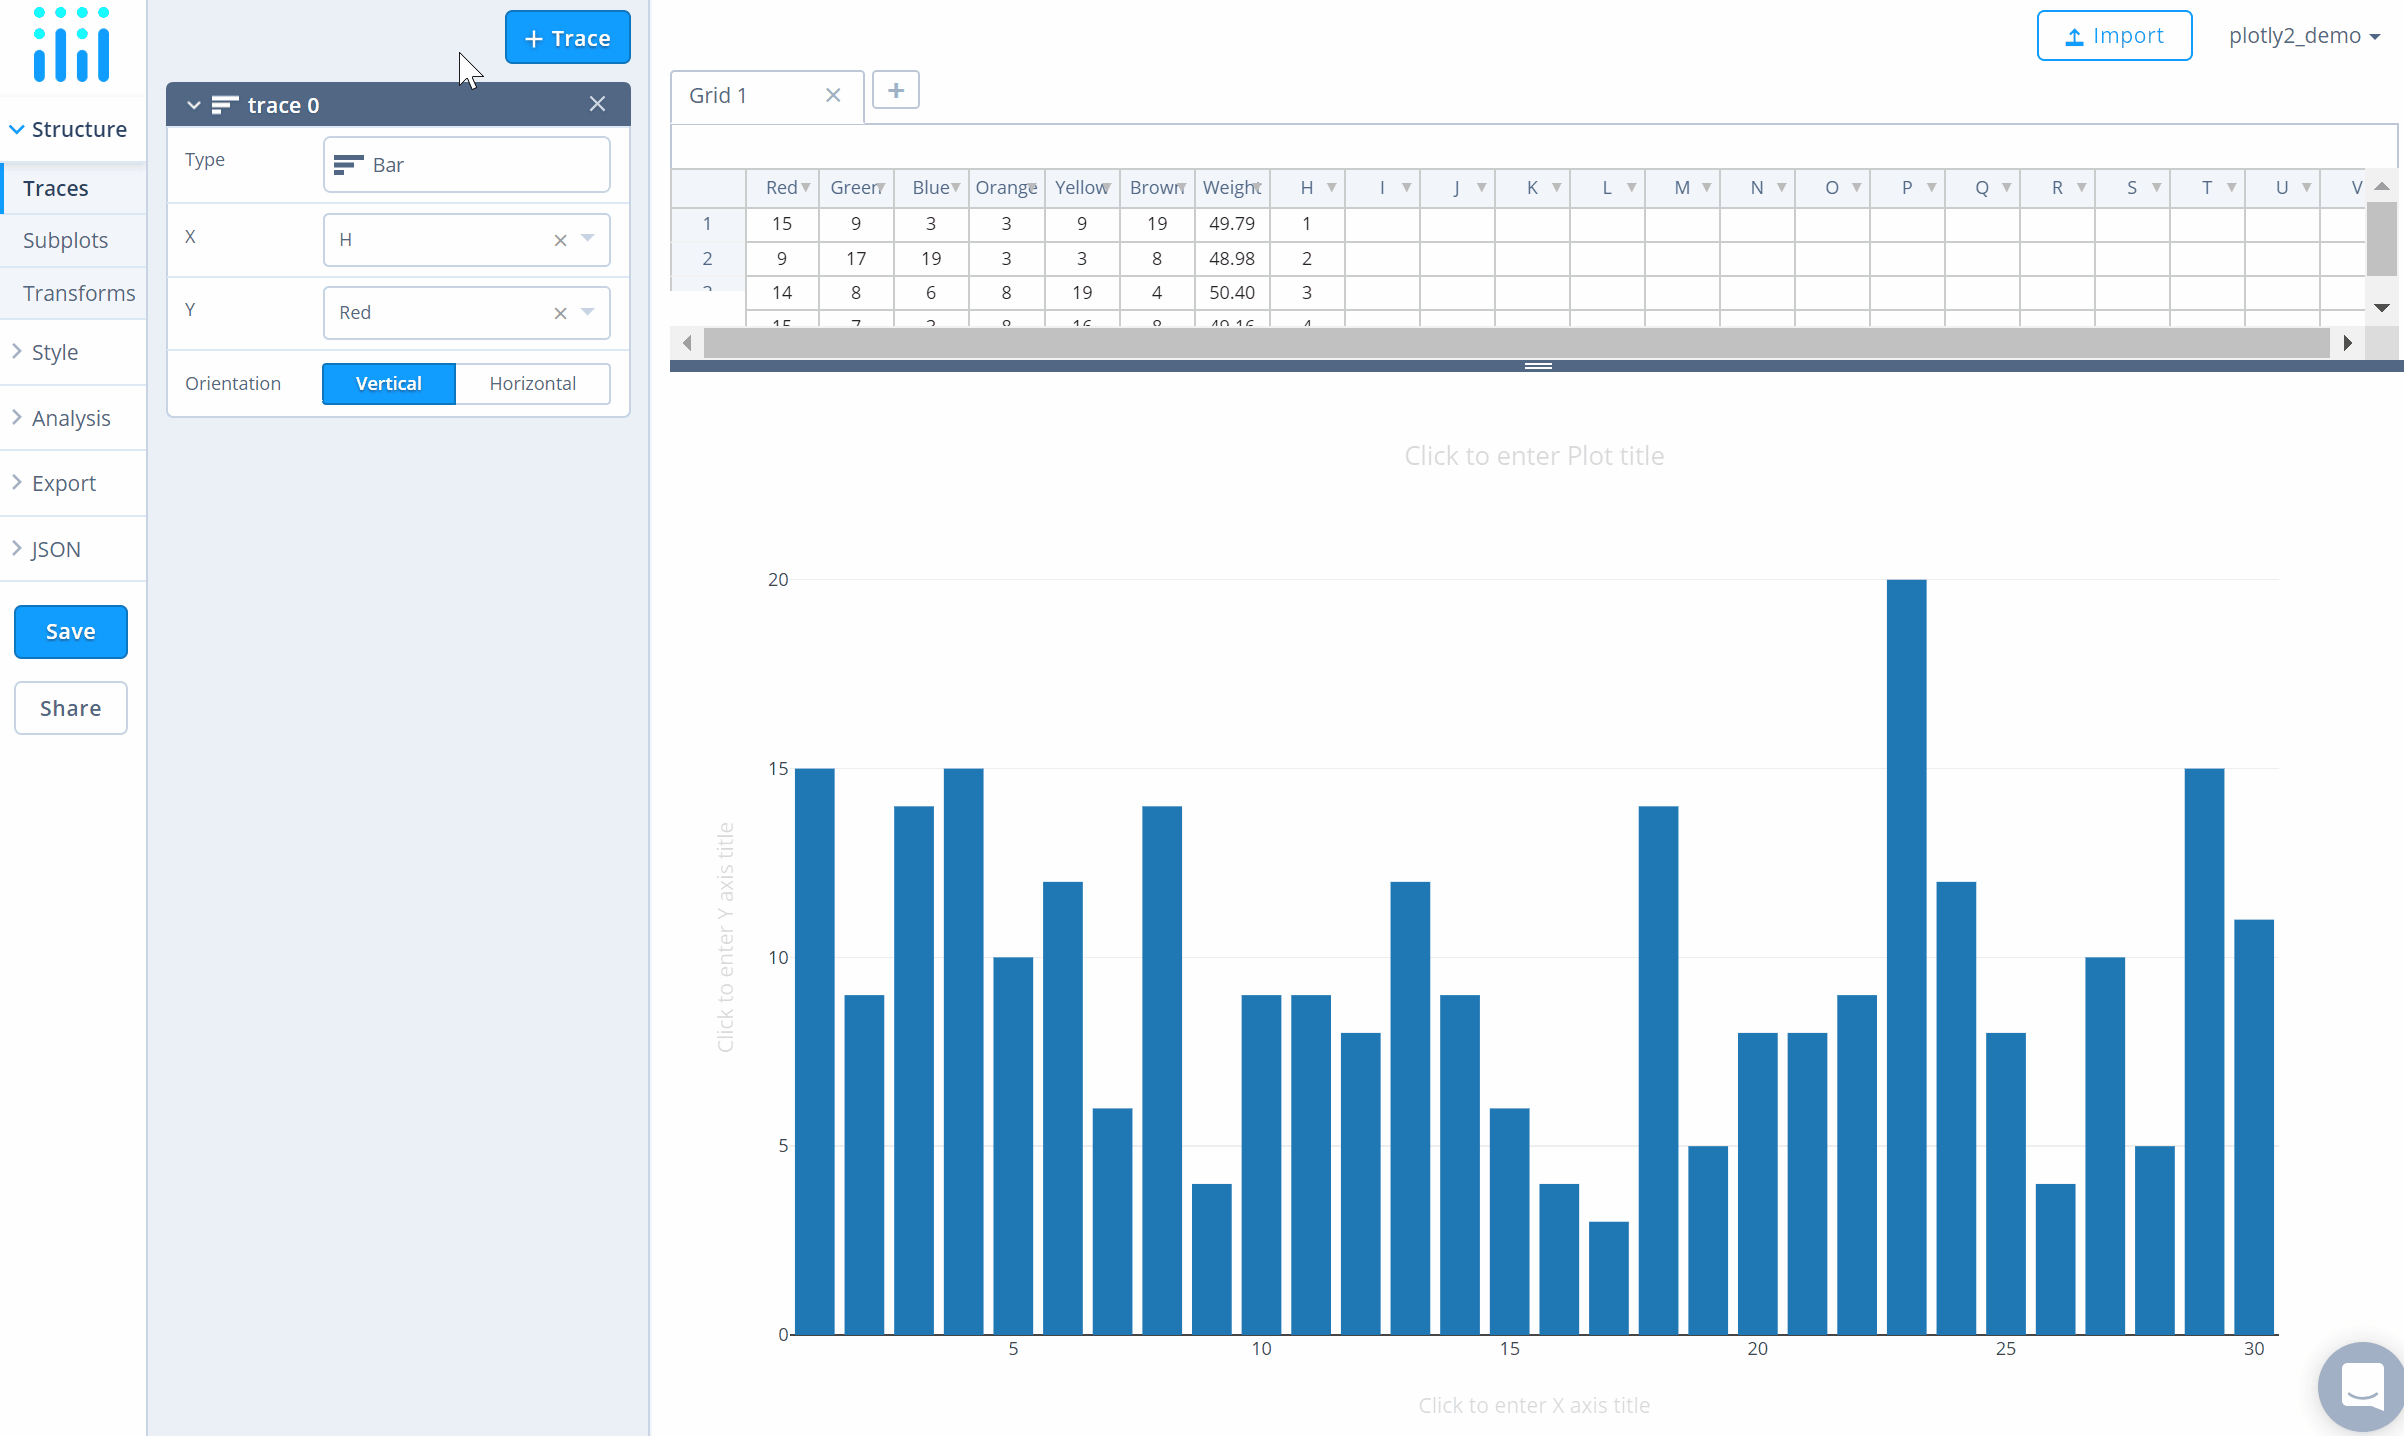 + Trace
Import
plotly2_demo
Structure
Traces
Subplots
Transforms
Style
Analysis
Export
JSON
Save
Share
trace 0
Type
Bar
X
H
Y
Red
Orientation
Vertical
Horizontal
Grid 1
+
Red Green Blue Orange Yellow Brown Weight H I J K L M N O P Q R S T U V
1 15 9 3 3 9 19 49.79 1
2 9 17 19 3 3 8 48.98 2
14 8 6 8 19 4 50.40 3
Click to enter Plot title
Click to enter Y axis title
20
15
10
5
0
5 10 15 20 25 30
Click to enter X axis title